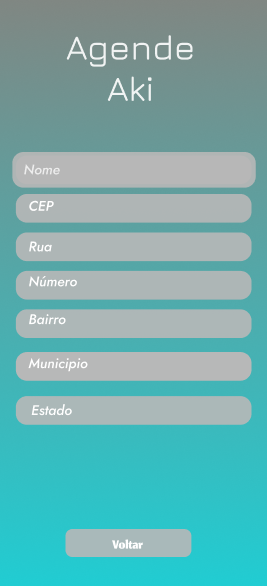 Agende
Aki
Nome
CEP
Rua
Número
Bairro
Municipio
Estado
Voltar